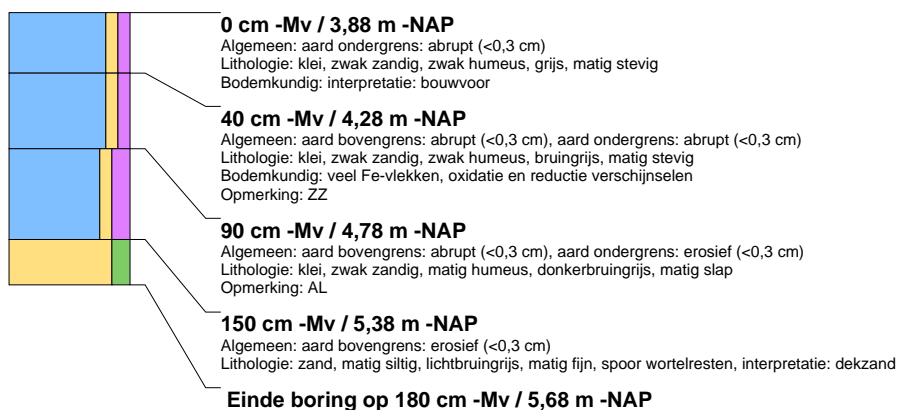 0 cm -Mv / 3,88 m -NAP
Algemeen: aard ondergrens: abrupt (<0,3 cm)
Lithologie: klei, zwak zandig, zwak humeus, grijs, matig stevig
Bodemkundig: interpretatie: bouwvoor
40 cm -Mv / 4,28 m -NAP
Algemeen: aard bovengrens: abrupt (<0,3 cm), aard ondergrens: abrupt (<0,3 cm)
Lithologie: klei, zwak zandig, zwak humeus, bruingrijs, matig stevig
Bodemkundig: veel Fe-vlekken, oxidatie en reductie verschijnselen
Opmerking: ZZ
90 cm -Mv / 4,78 m -NAP
Algemeen: aard bovengrens: abrupt (<0,3 cm), aard ondergrens: erosief (<0,3 cm)
Lithologie: klei, zwak zandig, matig humeus, donkerbruingrijs, matig slap
Opmerking: AL
150 cm -Mv / 5,38 m -NAP
Algemeen: aard bovengrens: erosief (<0,3 cm)
Lithologie: zand, matig siltig, lichtbruingrijs, matig fijn, spoor wortelresten, interpretatie: dekzand
Einde boring op 180 cm -Mv / 5,68 m -NAP